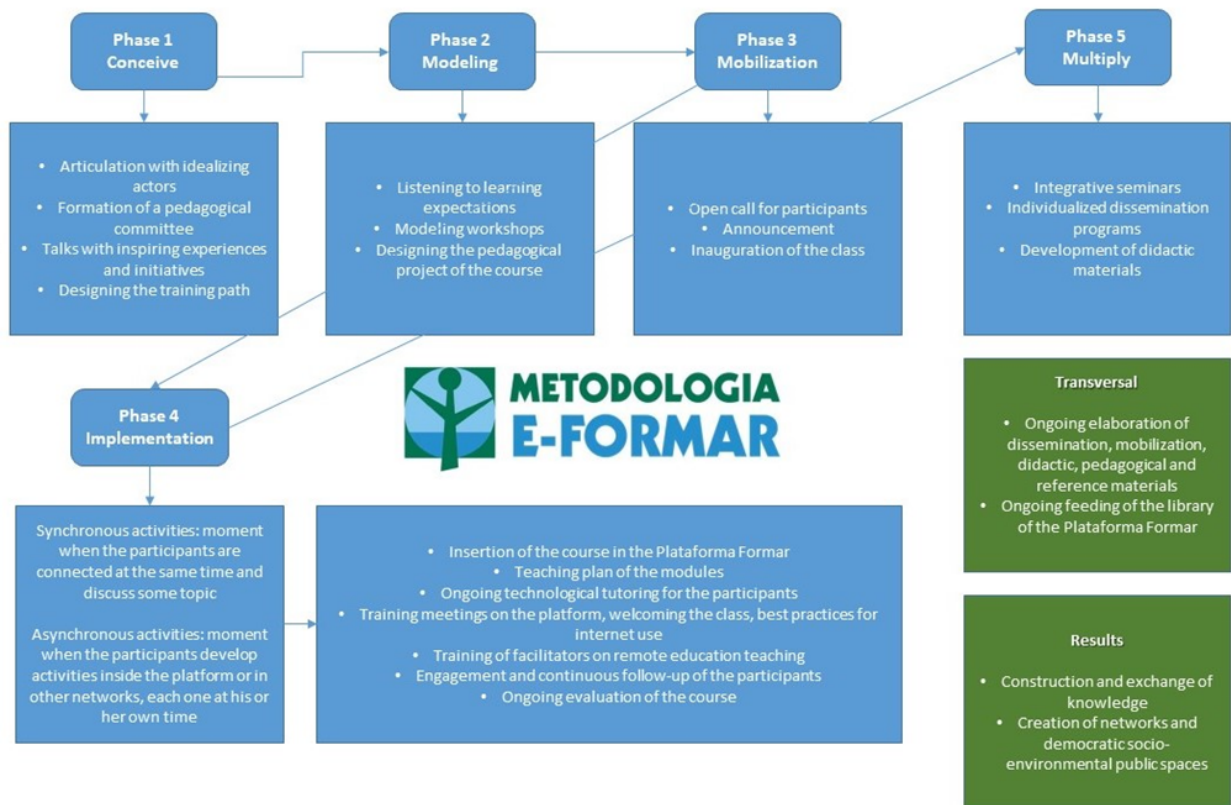 Phase 1
Conceive
Phase 2
Modeling
Phase 3
Mobilization
Phase 5
Multiply
• Articulation with idealizing
actors
• Formation of a pedagogical
committee
• Talks with inspiring experiences
and initiatives
• Designing the training path
• Listening to learning
expectations
• Modeling workshops
• Designing the pedagogical
project of the course
• Open call for participants
• Announcement
• Inauguration of the class
• Integrative seminars
• Individualized dissemination
programs
• Development of didactic
materials
Phase 4
Implementation
METODOLOGIA
E-FORMAR
Transversal
• Ongoing elaboration of
dissemination, mobilization,
didactic, pedagogical and
reference materials
• Ongoing feeding of the library
of the Plataforma Formar
Synchronous activities: moment
when the participants are
connected at the same time and
discuss some topic
Asynchronous activities: moment
when the participants develop
activities inside the platform or in
other networks, each one at his or
her own time
• Insertion of the course in the Plataforma Formar
• Teaching plan of the modules
• Ongoing technological tutoring for the participants
• Training meetings on the platform, welcoming the class, best practices for
internet use
• Training of facilitators on remote education teaching
• Engagement and continuous follow-up of the participants
• Ongoing evaluation of the course
Results
• Construction and exchange of
knowledge
• Creation of networks and
democratic socio-
environmental public spaces